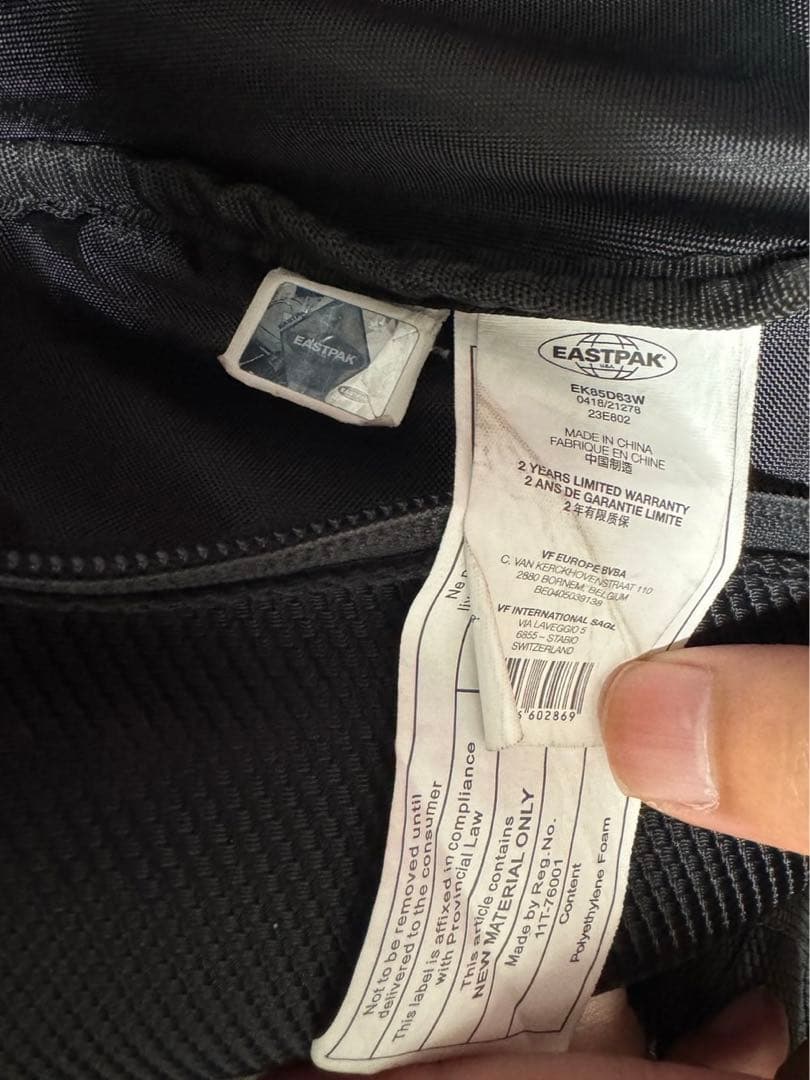 EASTPAK
EASTPAK®
U.S.A.
EK85D63W
0418/21278
23E802
MADE IN CHINA
FABRIQUE EN CHINE
中国制造
2 YEARS LIMITED WARRANTY
2 ANS DE GARANTIE LIMITE
2年有限质保
VF EUROPE BVBA
C. VAN KERCKHOVENSTRAAT 110
2880 BORNEM, BELGIUM
BE0405039138
VF INTERNATIONAL SAGL
VIA LAVEGGIO 5
6855 – STABIO
SWITZERLAND
602869
Not to be removed until
delivered to the consumer
This label is affixed in compliance
with Provincial Law
This article contains
NEW MATERIAL ONLY
Made by Reg.No.
11T-76001
Content
Polyethylene Foam